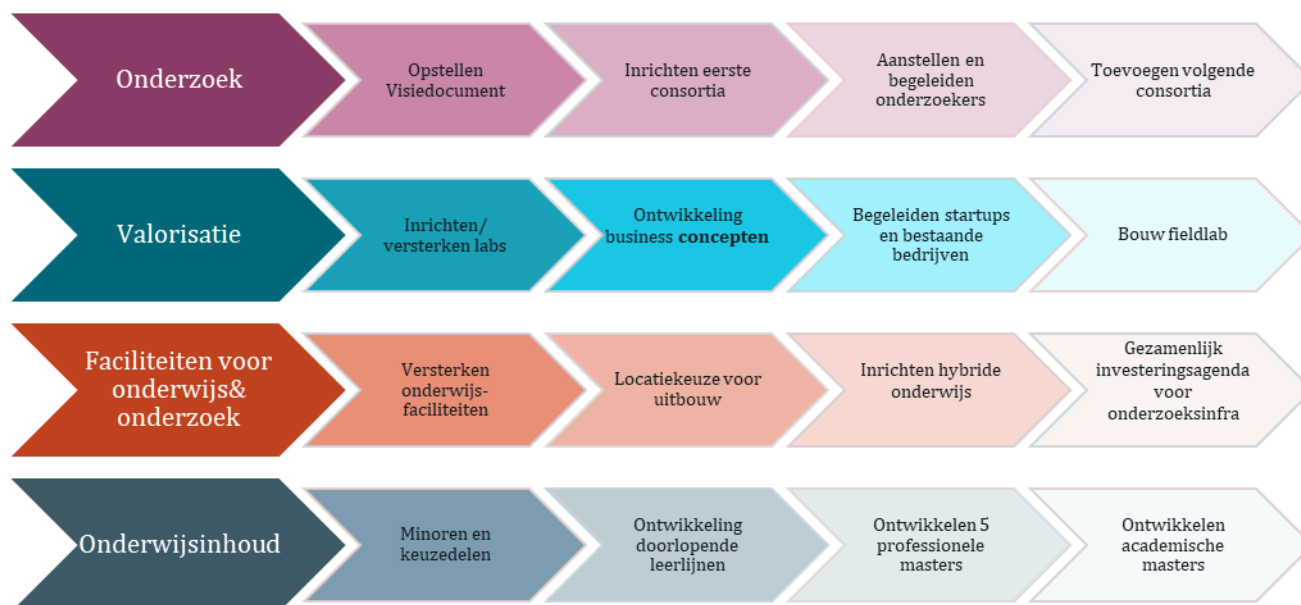 Onderzoek
Opstellen
Visiedocument
Inrichten eerste
consortia
Aanstellen en
begeleiden
onderzoekers
Toevoegen volgende
consortia
Valorisatie
Inrichten/
versterken labs
Ontwikkeling
business concepten
Begeleiden startups
en bestaande
bedrijven
Bouw fieldlab
Faciliteiten voor
onderwijs&
onderzoek
Versterken
onderwijs-
faciliteiten
Locatiekeuze voor
uitbouw
Inrichten hybride
onderwijs
Gezamenlijk
investeringsagenda
voor
onderzoeksinfra
Onderwijsinhoud
Minoren en
keuzedelen
Ontwikkeling
doorlopende
leerlijnen
Ontwikkelen 5
professionele
masters
Ontwikkelen
academische
masters